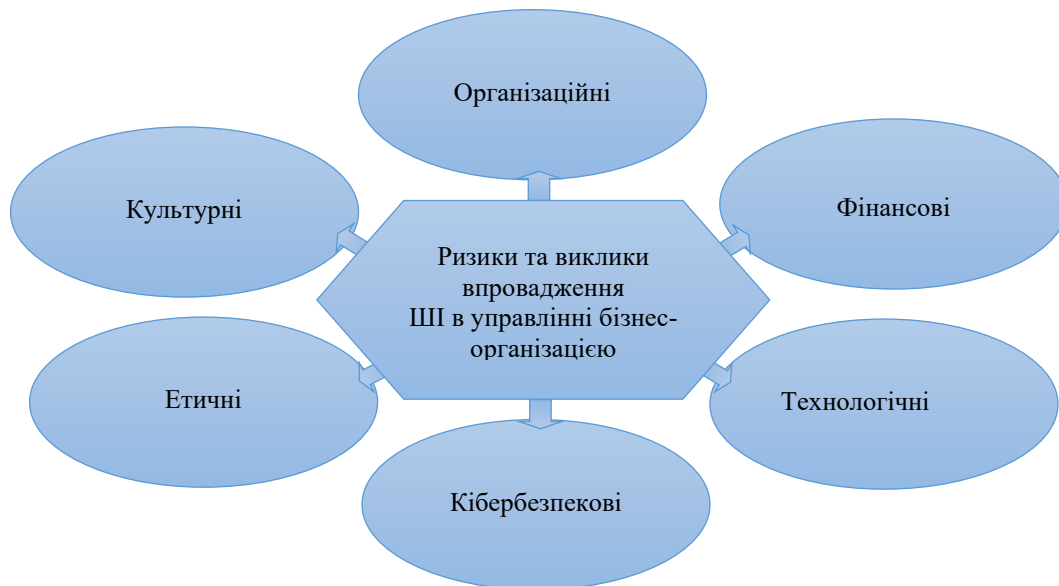 Організаційні
Культурні
Фінансові
Ризики та виклики
впровадження
ШІ в управлінні бізнес-
організацією
Етичні
Технологічні
Кібербезпекові